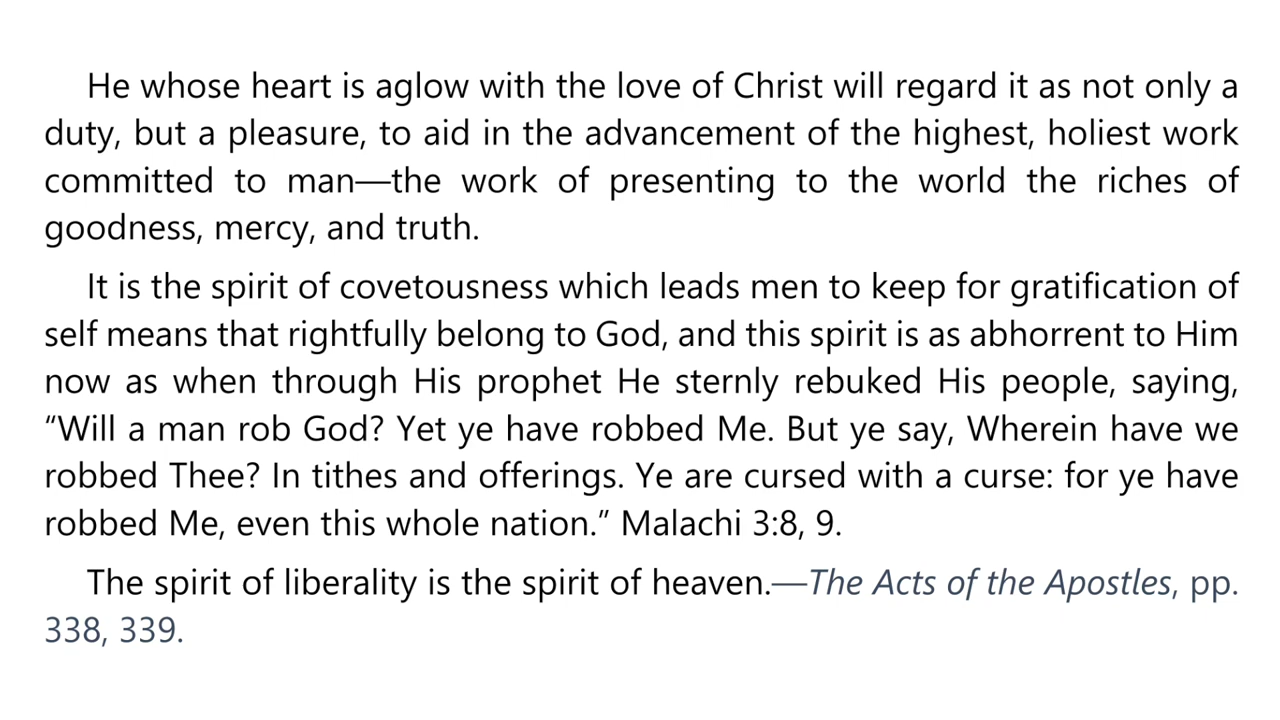 He whose heart is aglow with the love of Christ will regard it as not only a
duty, but a pleasure, to aid in the advancement of the highest, holiest work
committed to man—the work of presenting to the world the riches of
goodness, mercy, and truth.
It is the spirit of covetousness which leads men to keep for gratification of
self means that rightfully belong to God, and this spirit is as abhorrent to Him
now as when through His prophet He sternly rebuked His people, saying,
“Will a man rob God? Yet ye have robbed Me. But ye say, Wherein have we
robbed Thee? In tithes and offerings. Ye are cursed with a curse: for ye have
robbed Me, even this whole nation.” Malachi 3:8, 9.
The spirit of liberality is the spirit of heaven.—The Acts of the Apostles, pp.
338, 339.